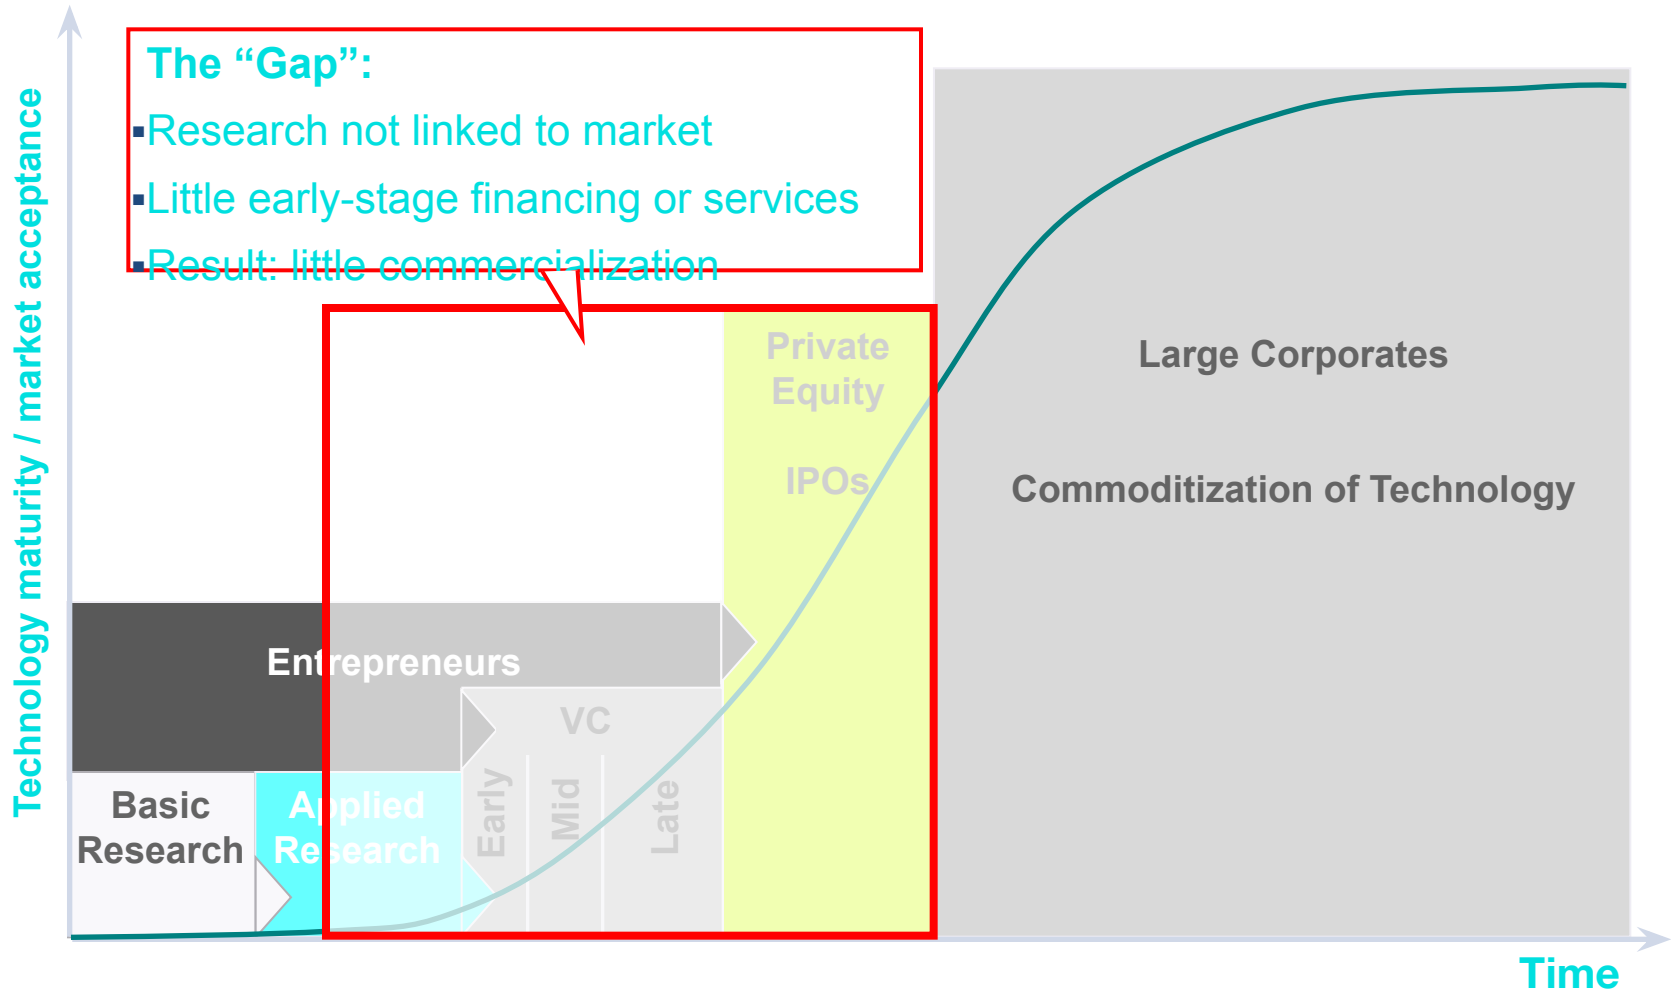 The “Gap”:
▪Research not linked to market
▪Little early-stage financing or services
▪Result: little commercialization
Technology maturity / market acceptance
Private
Equity
IPOs
Large Corporates
Commoditization of Technology
Entrepreneurs
VC
Early
Mid
Late
Basic
Research
Applied
Research
Time